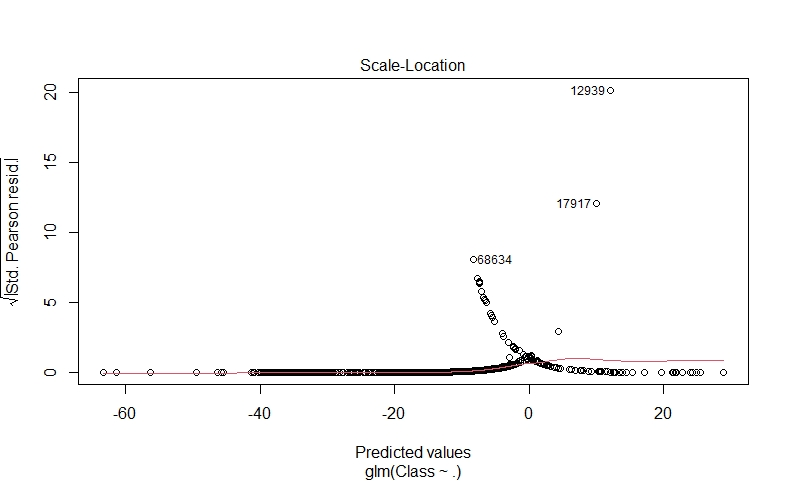 Scale-Location
√|Std. Pearson resid.|
20
15
10
5
0
12939
17917
68634
-60 -40 -20 0 20
Predicted values
glm(Class ~ .)